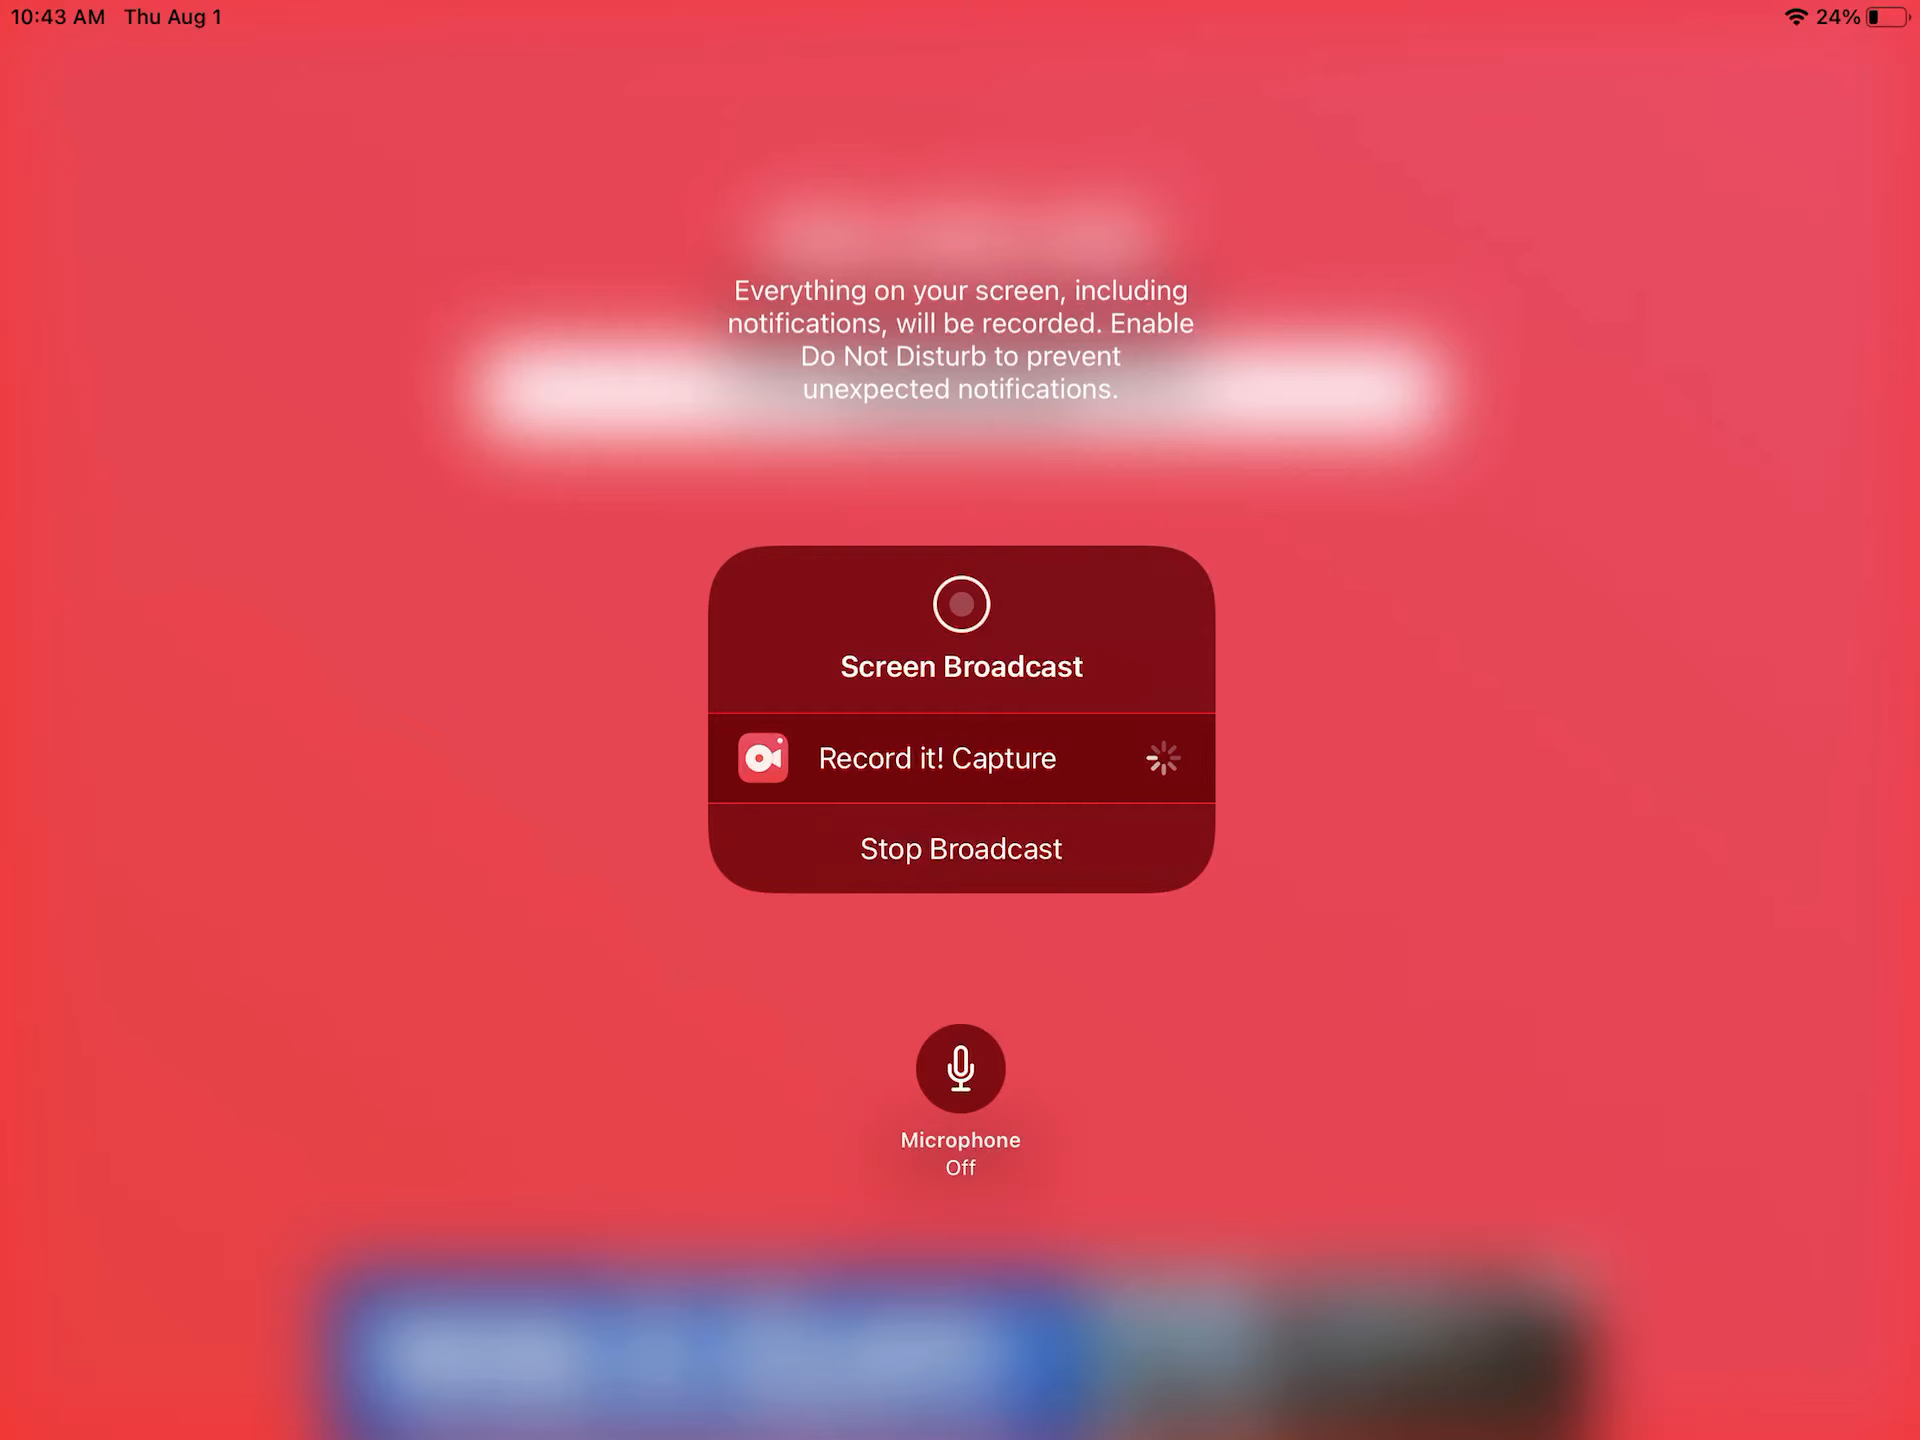 10:43 AM Thu Aug 1
24%
Everything on your screen, including
notifications, will be recorded. Enable
Do Not Disturb to prevent
unexpected notifications.
Screen Broadcast
Record it! Capture
Stop Broadcast
Microphone
Off